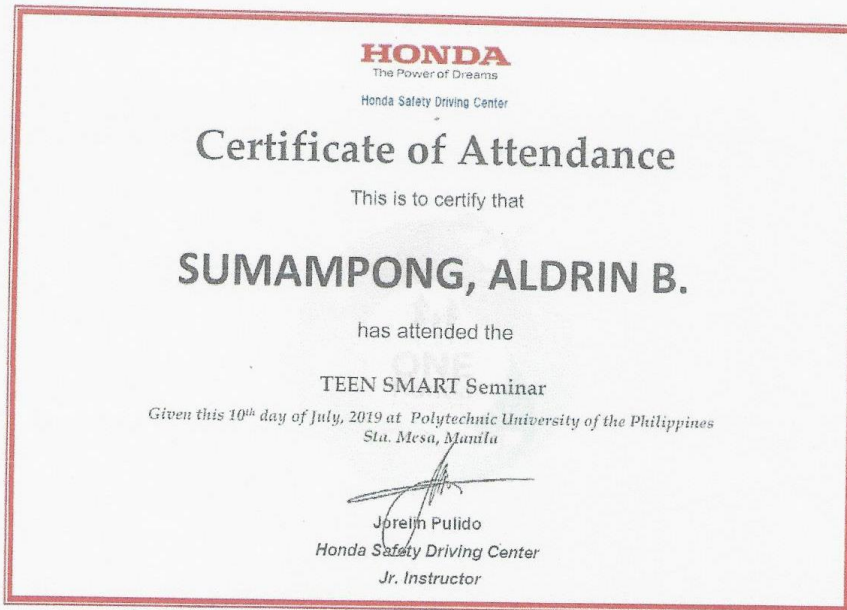 HONDA
The Power of Dreams
Honda Safety Driving Center
Certificate of Attendance
This is to certify that
SUMAMPONG, ALDRIN B.
has attended the
ONE
TEEN SMART Seminar
Given this 10th day of July, 2019 at Polytechnic University of the Philippines
Sta. Mesa, Manila
Jorelin Pulido
Honda Safety Driving Center
Jr. Instructor